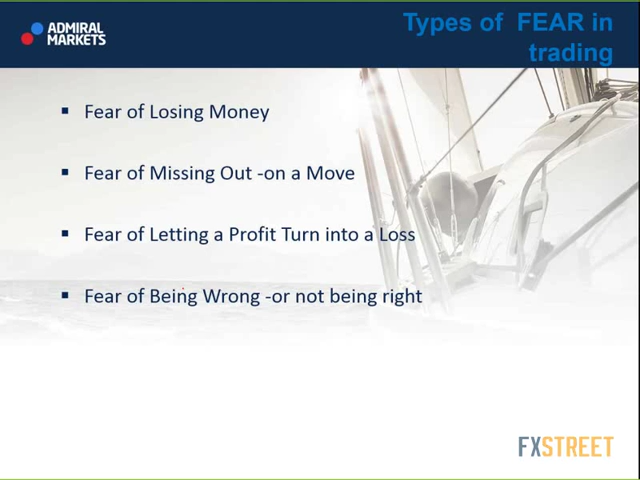 ADMIRAL
MARKETS
Types of FEAR in
trading
▪ Fear of Losing Money
▪ Fear of Missing Out -on a Move
▪ Fear of Letting a Profit Turn into a Loss
▪ Fear of Being Wrong -or not being right
FXSTREET